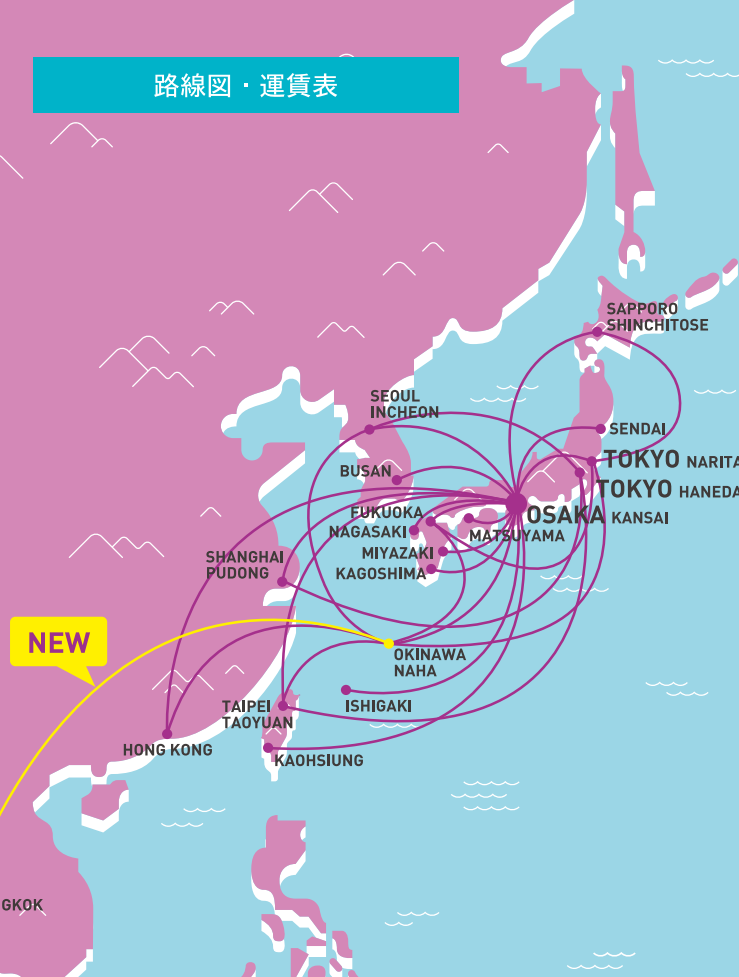 路線図・運賃表
SAPPORO
SHINCHITOSE
SEOUL
INCHEON
SENDAI
TOKYO NARITA
BUSAN
TOKYO HANEDA
FUKUOKA
OSAKA KANSAI
NAGASAKI
MATSUYAMA
MIYAZAKI
SHANGHAI
PUDONG
KAGOSHIMA
NEW
OKINAWA
NAHA
TAIPEI
TAOYUAN
ISHIGAKI
HONG KONG
KAOHSIUNG
GKOK